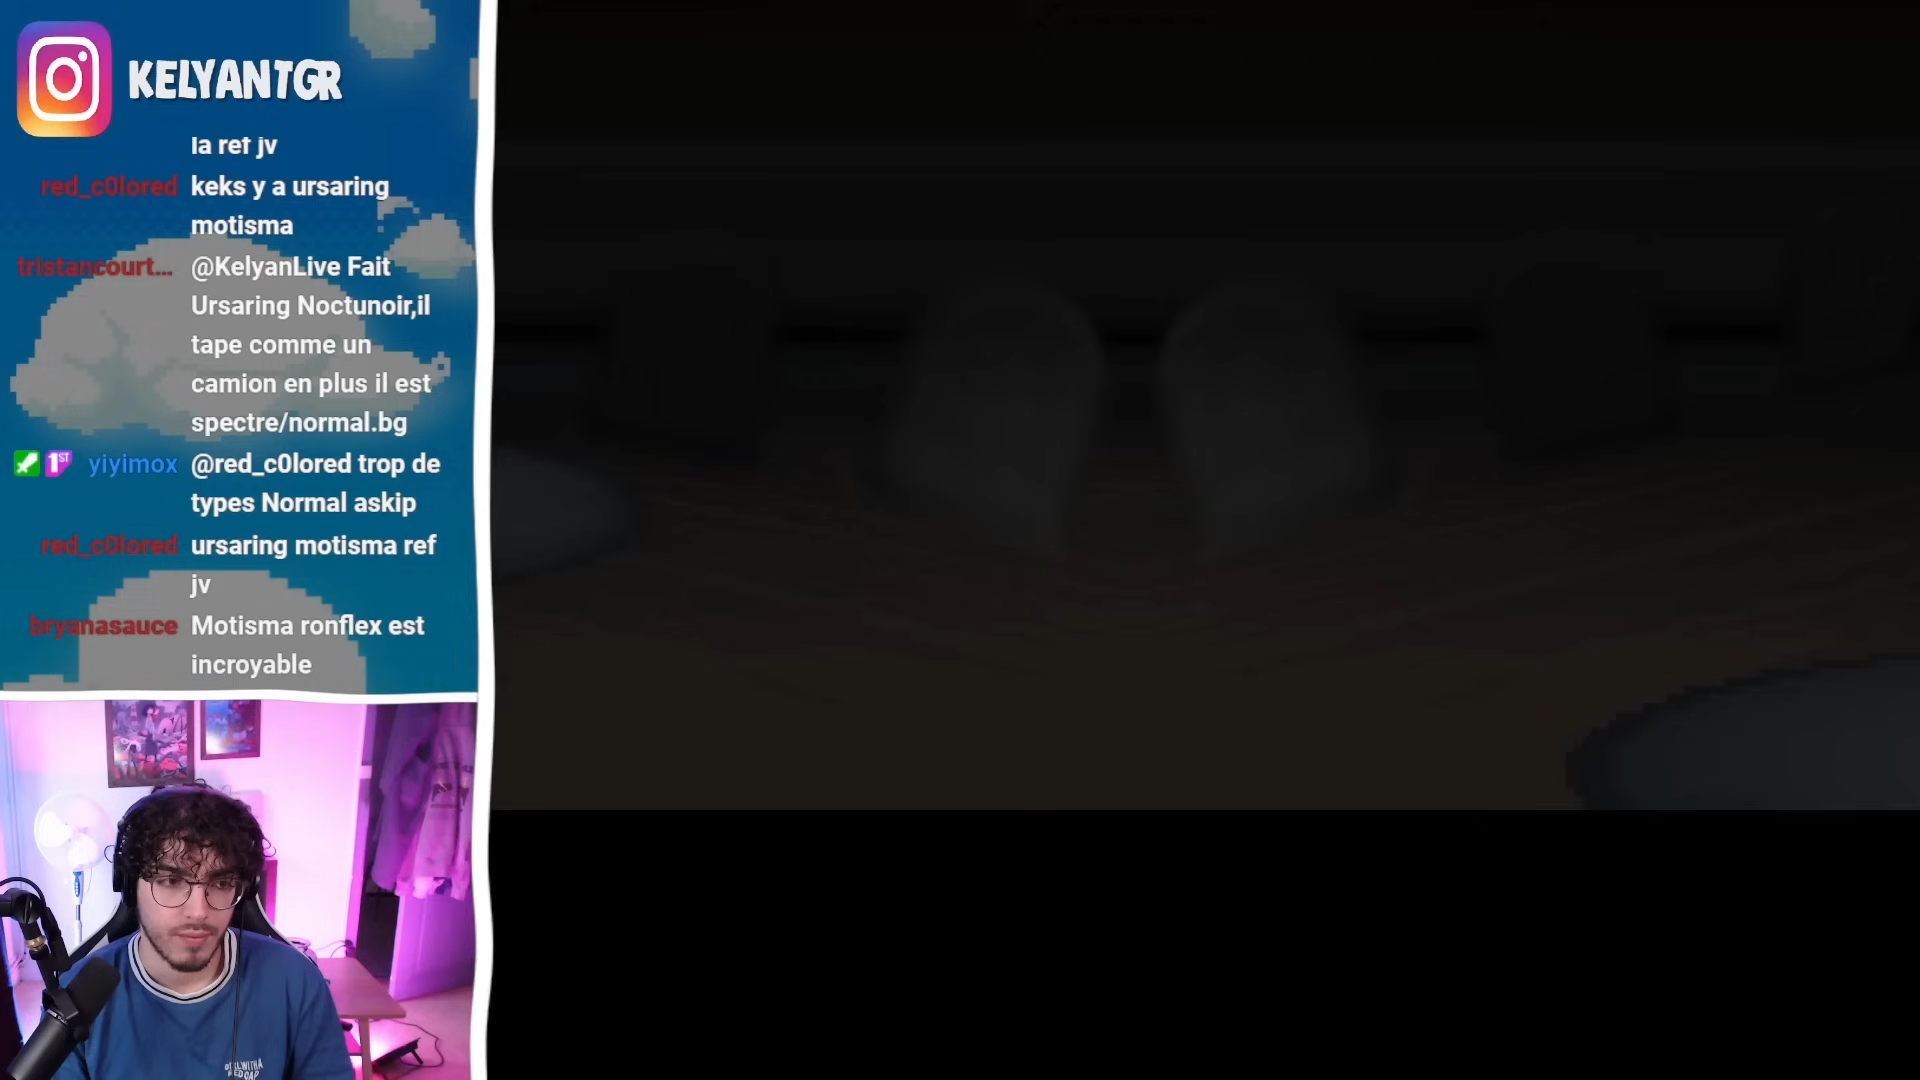 KELYANTGR
la ref jv
red_c0lored keks y a ursaring
motisma
tristancourt... @KelyanLive Fait
Ursaring Noctunoir,il
tape comme un
camion en plus il est
spectre/normal.bg
1ST yiyimox @red_c0lored trop de
types Normal askip
red_c0lored ursaring motisma ref
jv
bryanasauce Motisma ronflex est
incroyable